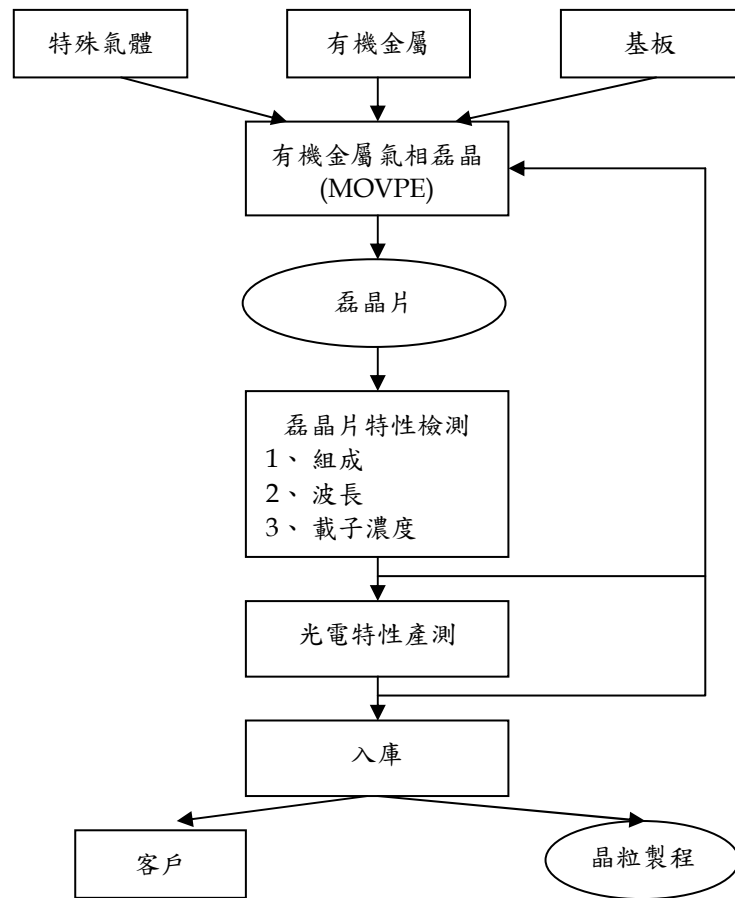 特殊氣體
有機金屬
基板
有機金屬氣相磊晶
(MOVPE)
磊晶片
磊晶片特性檢測
1、 組成
2、 波長
3、 載子濃度
光電特性產測
入庫
客戶
晶粒製程